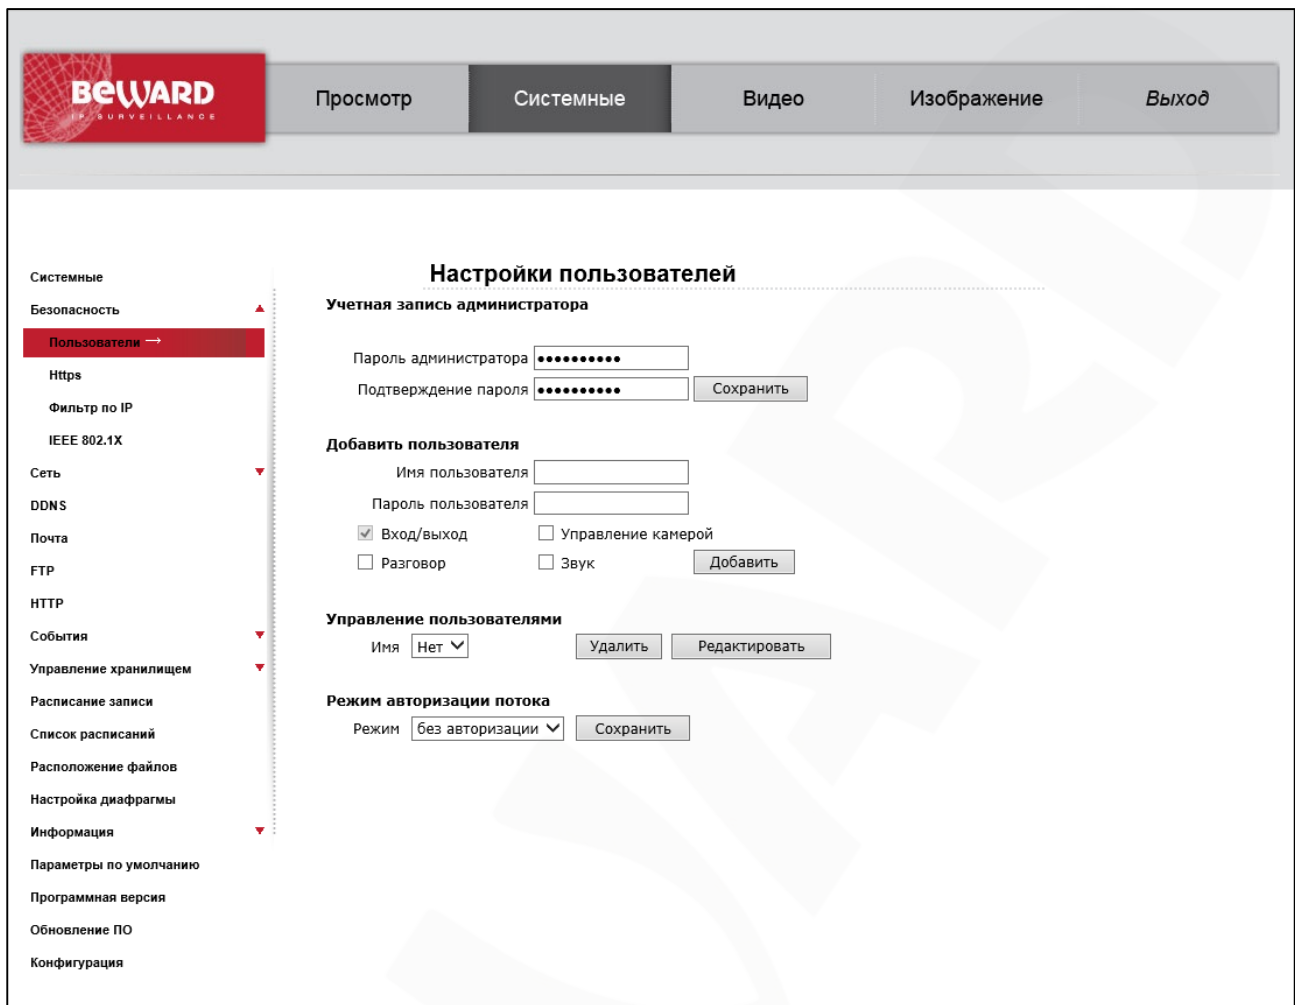 BEWARD
IP SURVEILLANCE
Просмотр
Системные
Видео
Изображение
Выход
Системные
Безопасность
Пользователи →
Https
Фильтр по IP
IEEE 802.1X
Сеть
DDNS
Почта
FTP
HTTP
События
Управление хранилищем
Расписание записи
Список расписаний
Расположение файлов
Настройка диафрагмы
Информация
Параметры по умолчанию
Программная версия
Обновление ПО
Конфигурация
Настройки пользователей
Учетная запись администратора
Пароль администратора ••••••••••
Подтверждение пароля •••••••••• Сохранить
Добавить пользователя
Имя пользователя
Пароль пользователя
Вход/выход Управление камерой
Разговор Звук Добавить
Управление пользователями
Имя Нет Удалить Редактировать
Режим авторизации потока
Режим без авторизации Сохранить